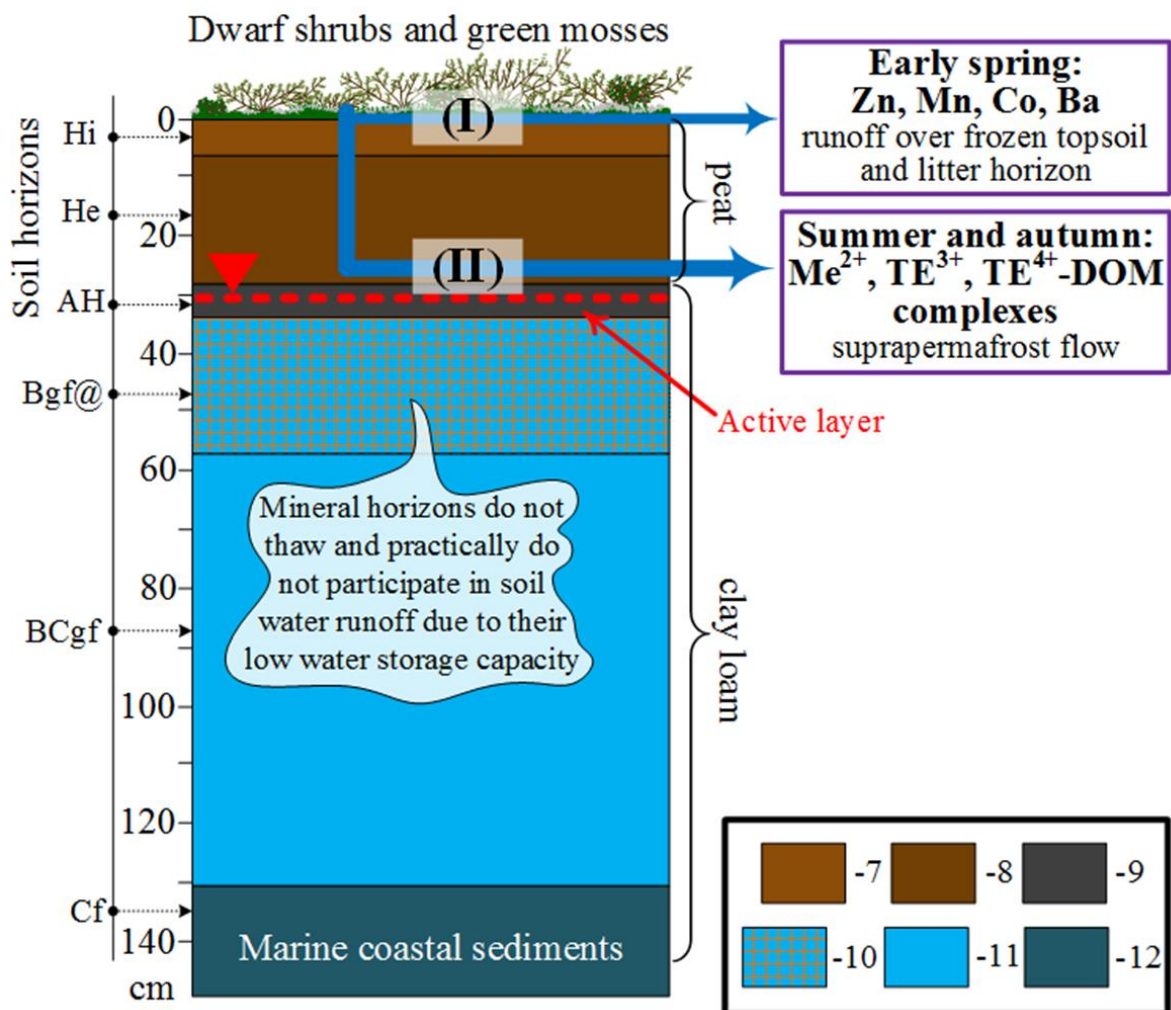 Dwarf shrubs and green mosses
Soil horizons
Hi
He
AH
Bgf@
BCgf
Cf
0
20
40
60
80
100
120
140
cm
(I)
(II)
peat
clay loam
Early spring:
Zn, Mn, Co, Ba
runoff over frozen topsoil
and litter horizon
Summer and autumn:
Me²⁺, TE³⁺, TE⁴⁺-DOM
complexes
suprapermafrost flow
Active layer
Mineral horizons do not
thaw and practically do
not participate in soil
water runoff due to their
low water storage capacity
Marine coastal sediments
-7
-8
-9
-10
-11
-12